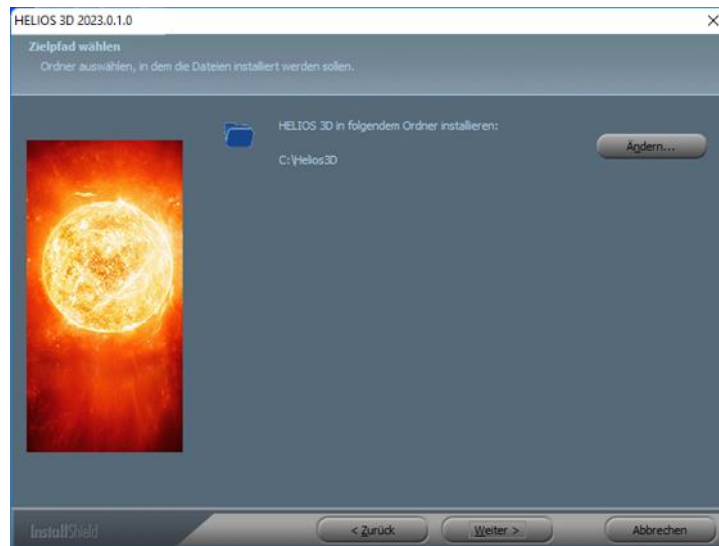 HELIOS 3D 2023.0.1.0
Zielpfad wählen
Ordner auswählen, in dem die Dateien installiert werden sollen.
HELIOS 3D in folgendem Ordner installieren:
C:\Helios3D
Ändern...
InstallShield
< Zurück
Weiter >
Abbrechen